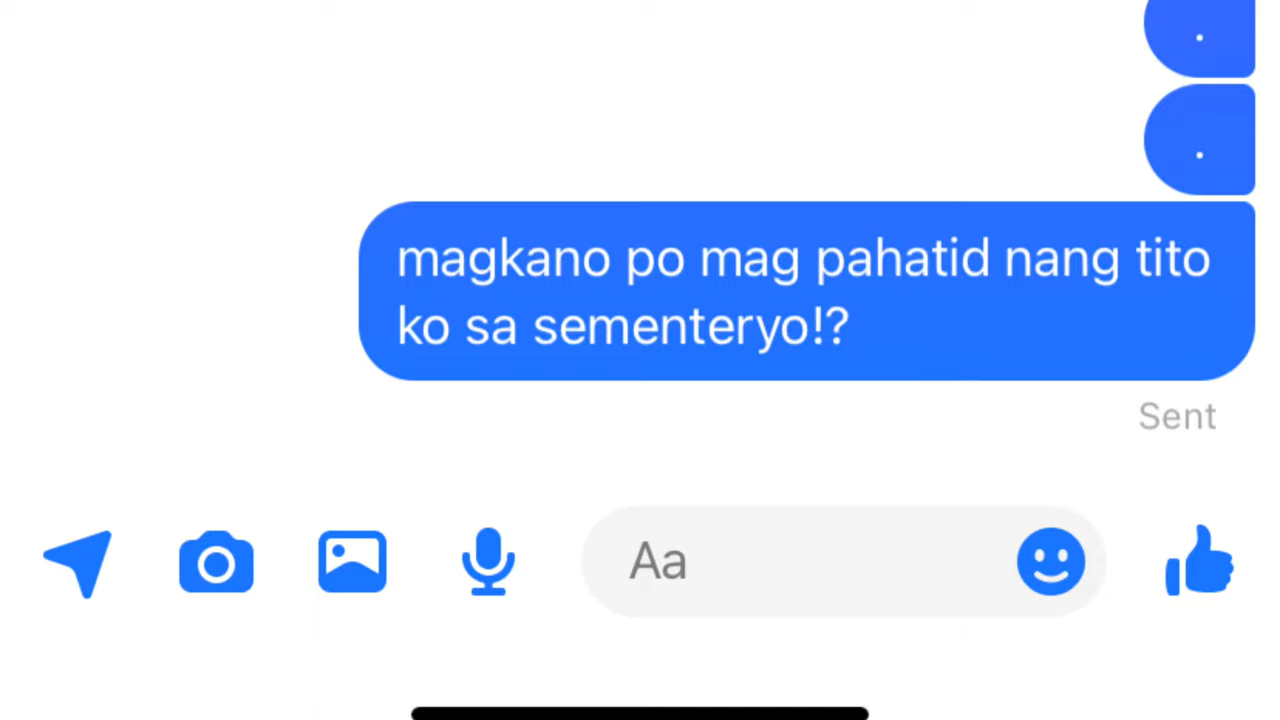 .
.
magkano po mag pahatid nang tito
ko sa sementeryo!?
Sent
Aa